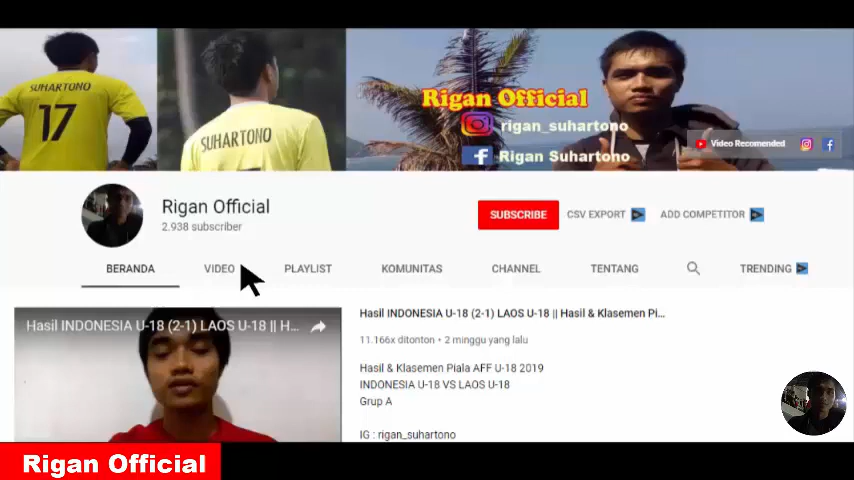 SUHARTONO
17
SUHARTONO
Rigan Official
rigan_suhartono
Rigan Suhartono
Video Recomended
Rigan Official
2.938 subscriber
SUBSCRIBE
CSV EXPORT
ADD COMPETITOR
BERANDA
VIDEO
PLAYLIST
KOMUNITAS
CHANNEL
TENTANG
TRENDING
Hasil INDONESIA U-18 (2-1) LAOS U-18 || H...
Hasil INDONESIA U-18 (2-1) LAOS U-18 || Hasil & Klasemen Pi...
11.166x ditonton • 2 minggu yang lalu
Hasil & Klasemen Piala AFF U-18 2019
INDONESIA U-18 VS LAOS U-18
Grup A
IG : rigan_suhartono
Rigan Official